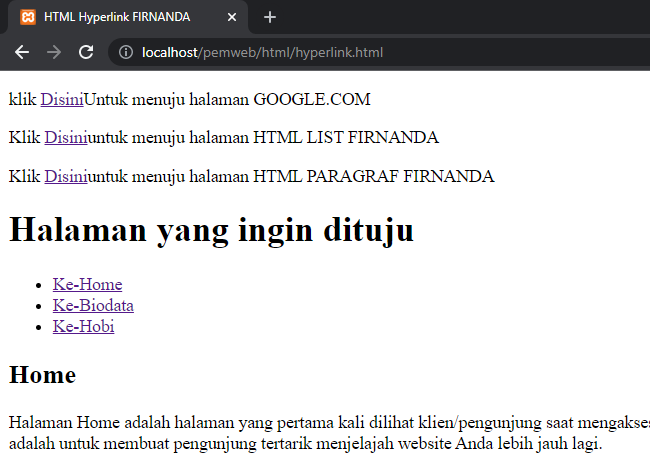 HTML Hyperlink FIRNANDA
localhost/pemweb/html/hyperlink.html
klik DisiniUntuk menuju halaman GOOGLE.COM
Klik Disiniuntuk menuju halaman HTML LIST FIRNANDA
Klik Disiniuntuk menuju halaman HTML PARAGRAF FIRNANDA
Halaman yang ingin dituju
Ke-Home
Ke-Biodata
Ke-Hobi
Home
Halaman Home adalah halaman yang pertama kali dilihat klien/pengunjung saat mengakses
adalah untuk membuat pengunjung tertarik menjelajah website Anda lebih jauh lagi.